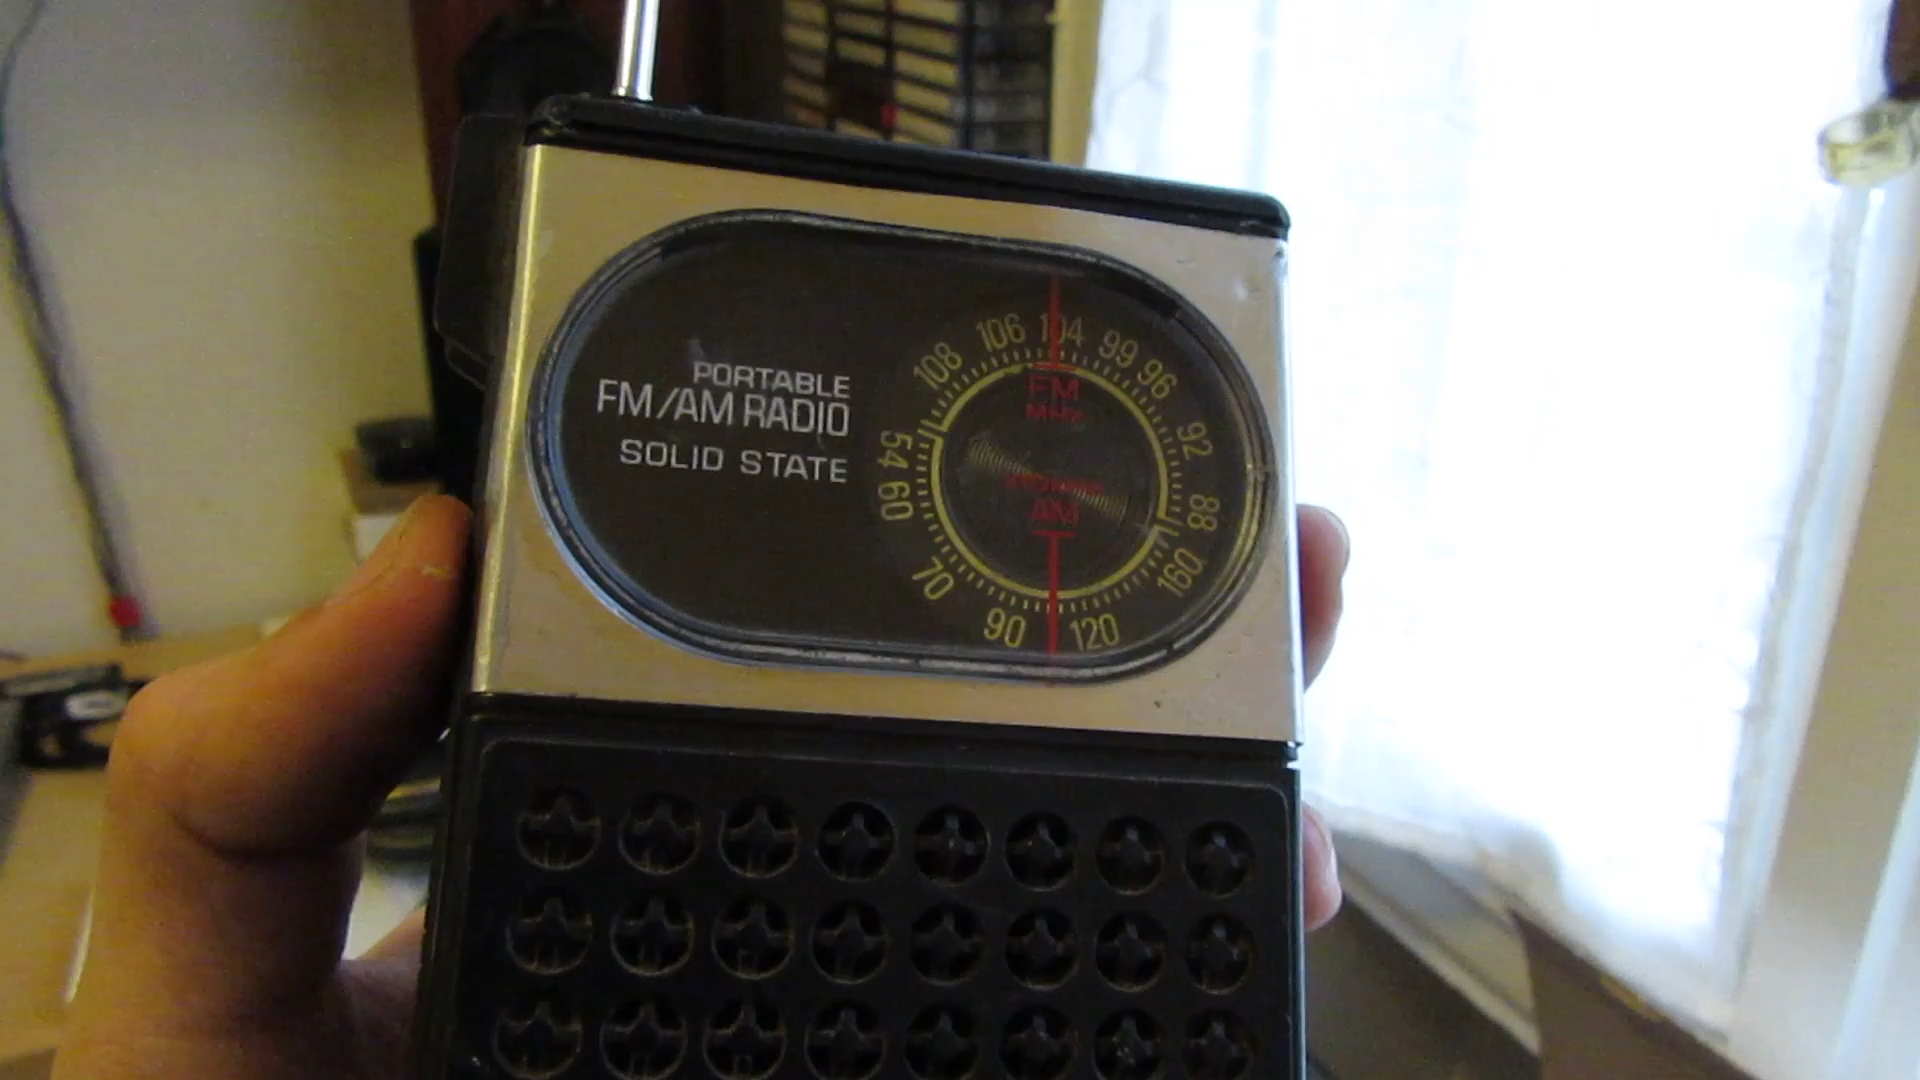 PORTABLE
FM/AM RADIO
SOLID STATE
108 106 104 99 96 92 88
FM
MHz
AM
54 60 70 90 120 160